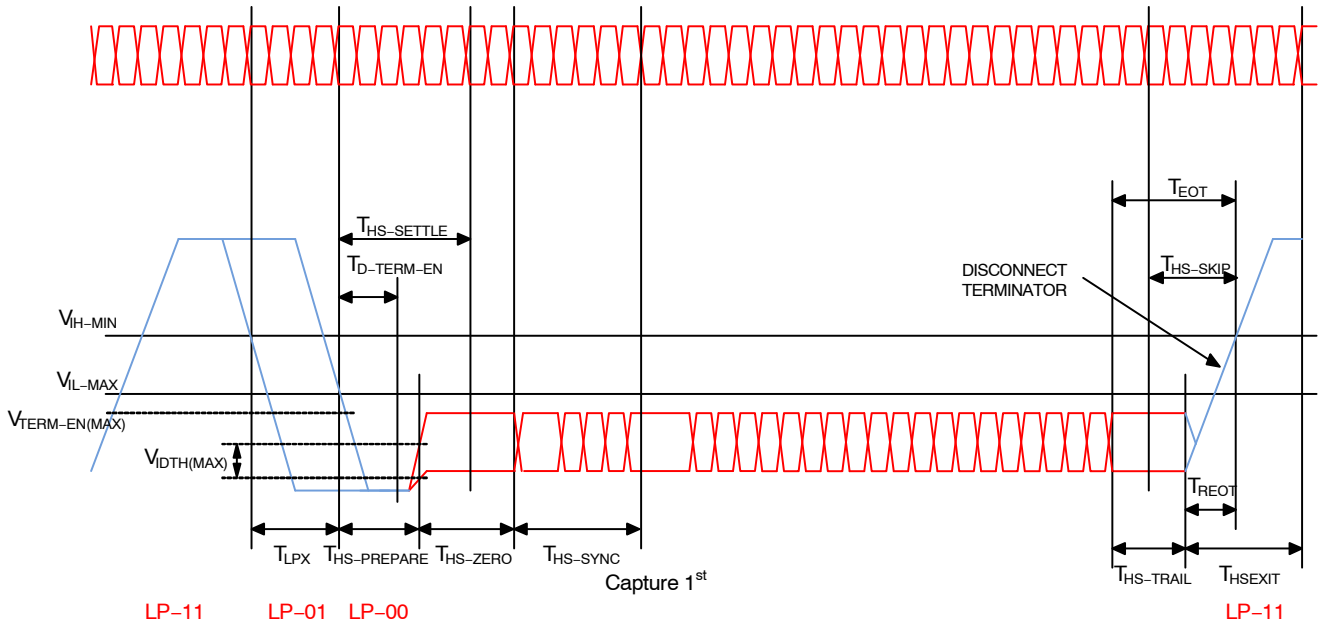 T_EOT
T_HS−SETTLE
T_D−TERM−EN
T_HS−SKIP
DISCONNECT
TERMINATOR
V_IH−MIN
V_IL−MAX
V_TERM−EN(MAX)
V_IDTH(MAX)
T_REOT
T_LPX
T_HS−PREPARE
T_HS−ZERO
T_HS−SYNC
Capture 1^st
T_HS−TRAIL
T_HSEXIT
LP−11
LP−01
LP−00
LP−11